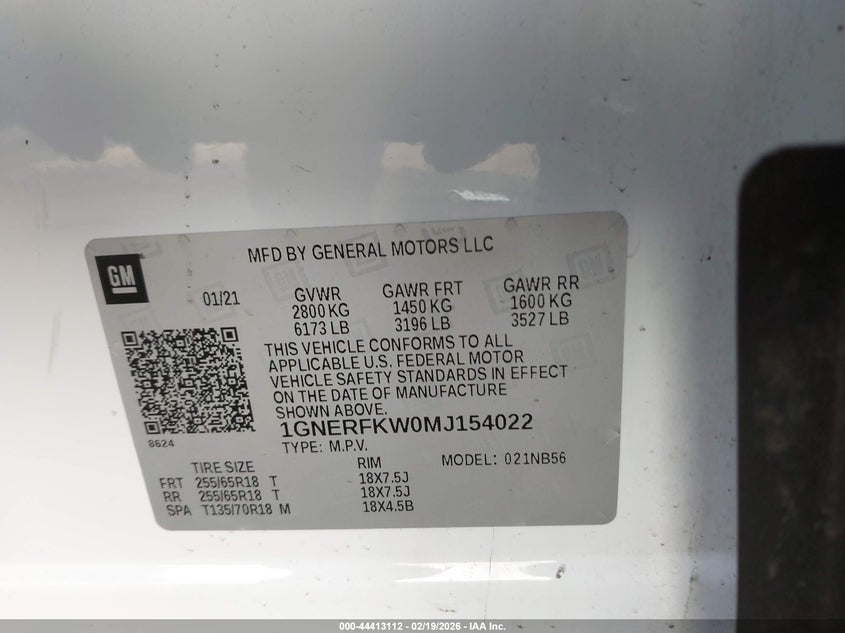 MFD BY GENERAL MOTORS LLC
GM
01/21
GVWR GAWR FRT GAWR RR
2800 KG 1450 KG 1600 KG
6173 LB 3196 LB 3527 LB
THIS VEHICLE CONFORMS TO ALL
APPLICABLE U.S. FEDERAL MOTOR
VEHICLE SAFETY STANDARDS IN EFFECT
ON THE DATE OF MANUFACTURE
SHOWN ABOVE.
8624
1GNERFKW0MJ154022
TYPE: M.P.V. MODEL: 021NB56
TIRE SIZE RIM
FRT 255/65R18 T 18X7.5J
RR 255/65R18 T 18X7.5J
SPA T135/70R18 M 18X4.5B
000-44413112 - 02/19/2026 - IAA Inc.